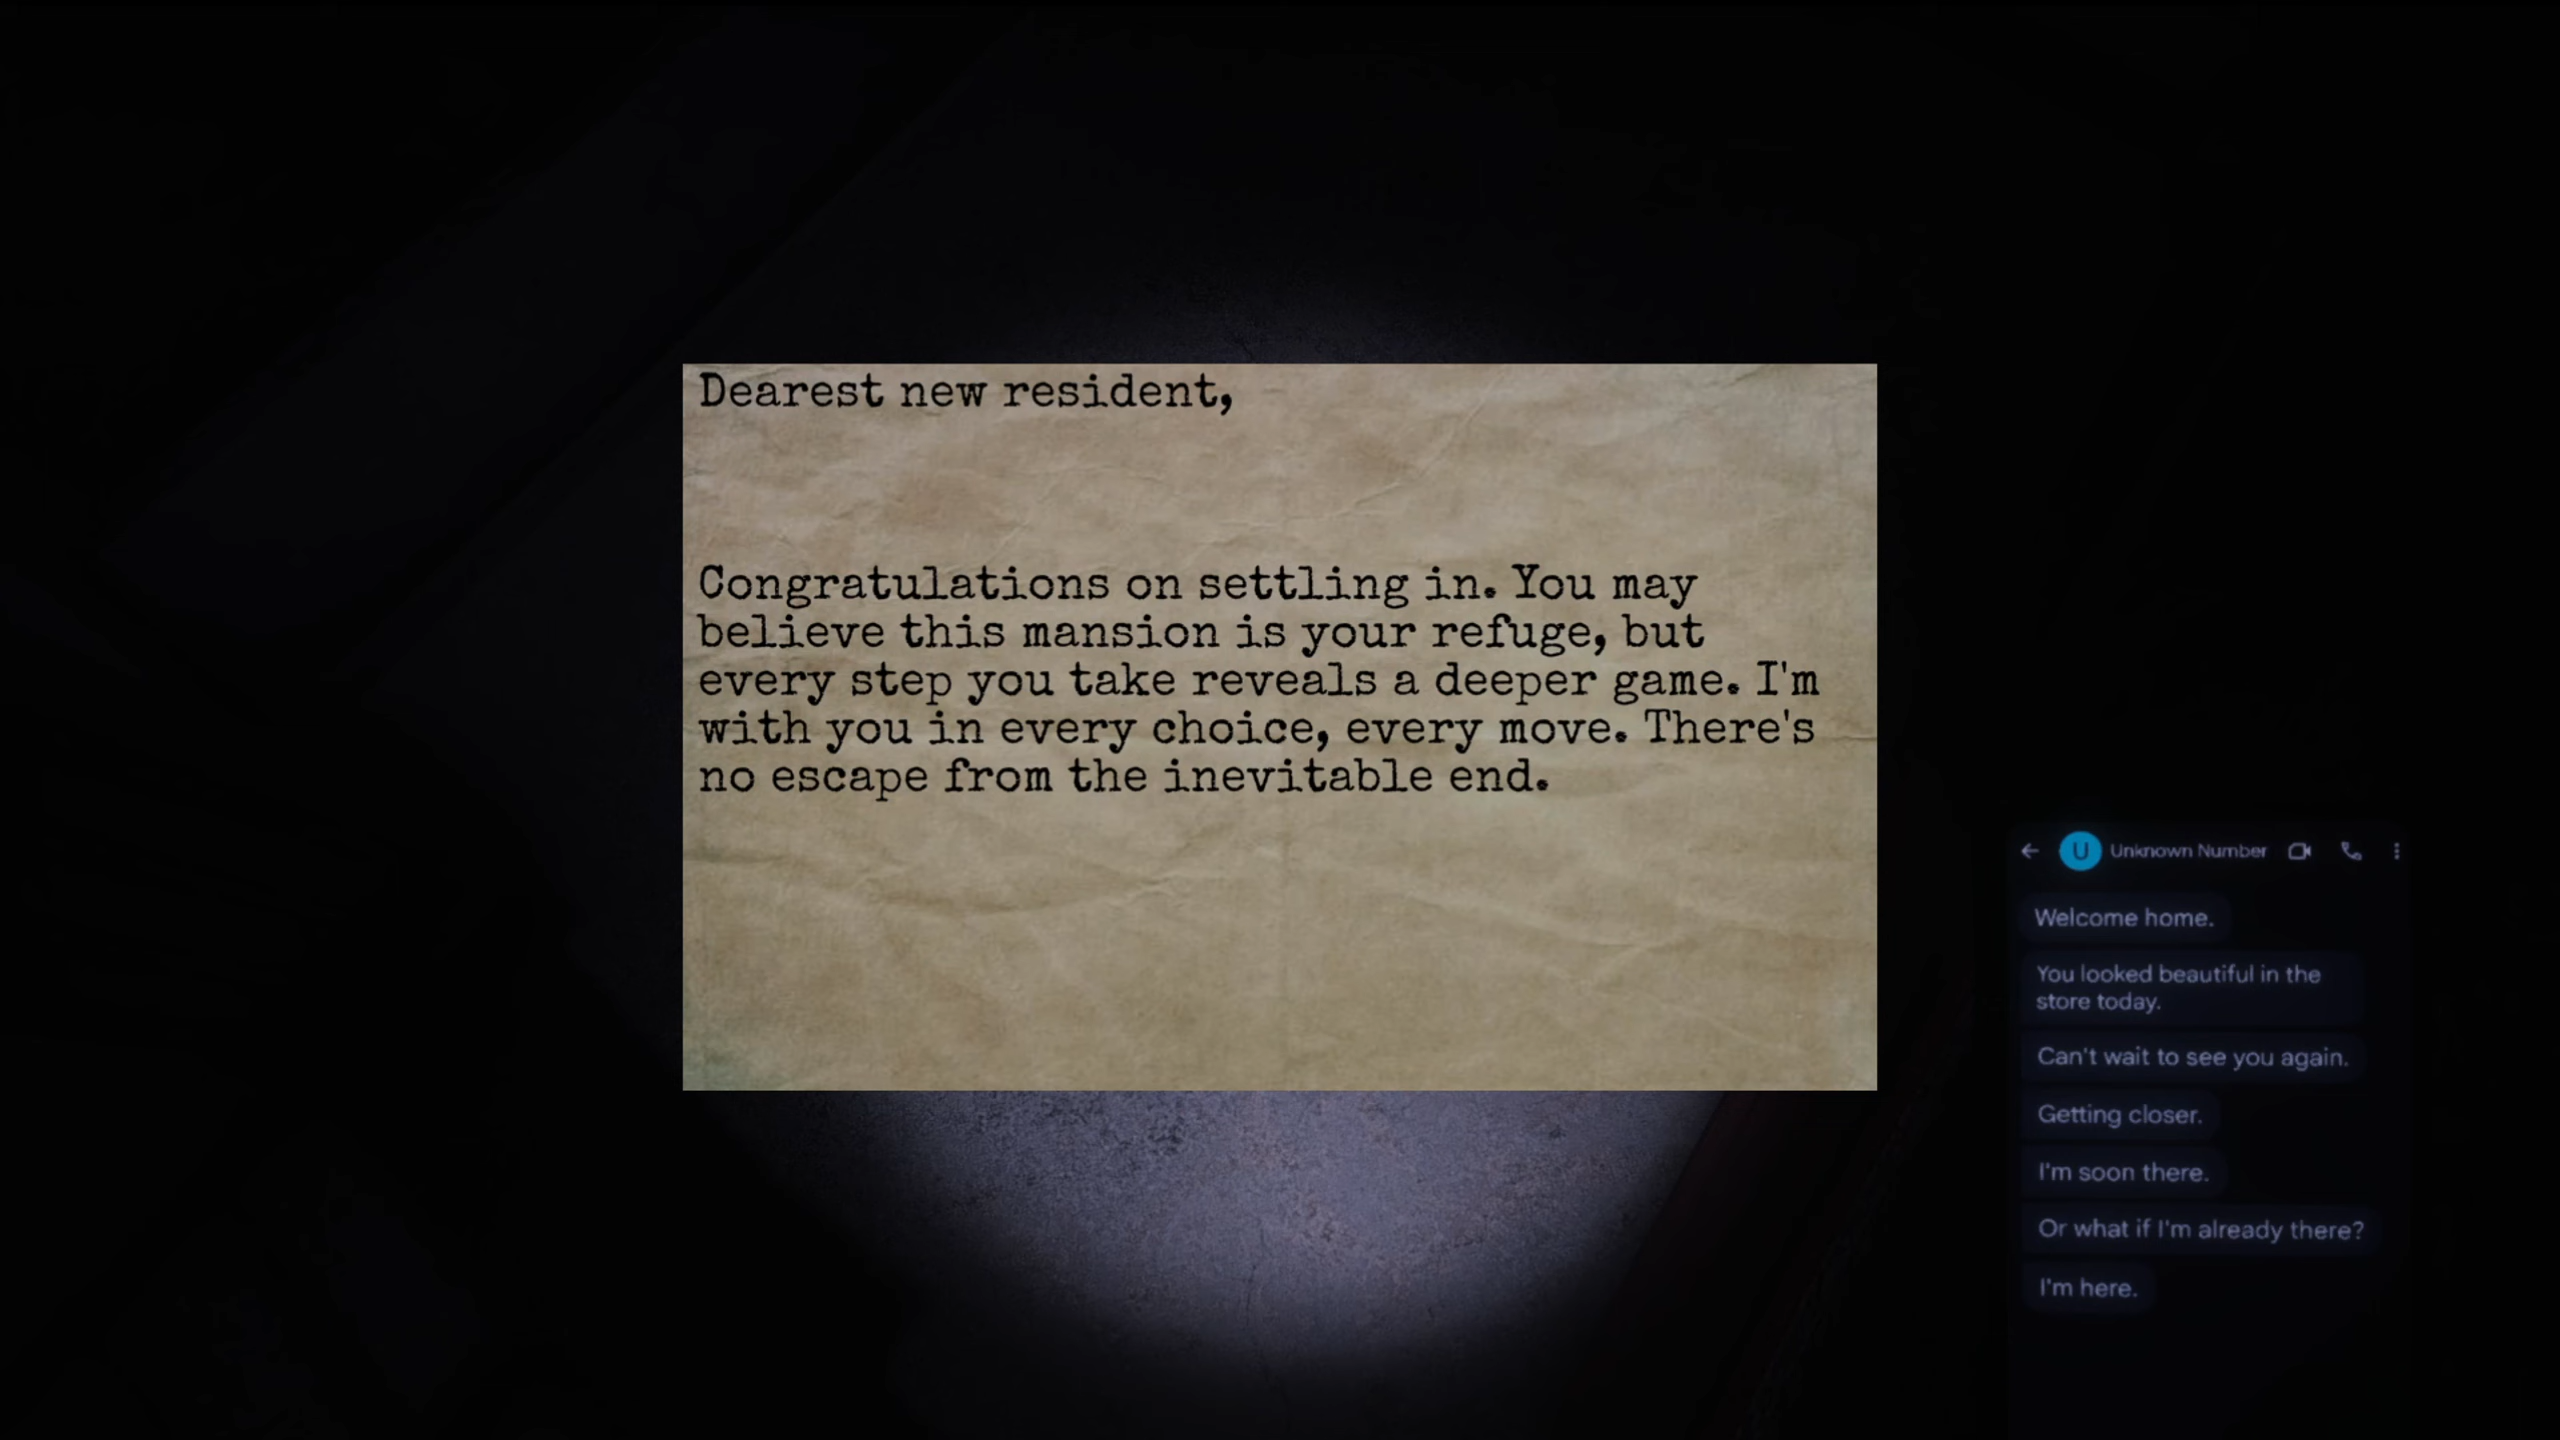 Dearest new resident,
Congratulations on settling in. You may
believe this mansion is your refuge, but
every step you take reveals a deeper game. I'm
with you in every choice, every move. There's
no escape from the inevitable end.
U Unknown Number
Welcome home.
You looked beautiful in the
store today.
Can't wait to see you again.
Getting closer.
I'm soon there.
Or what if I'm already there?
I'm here.